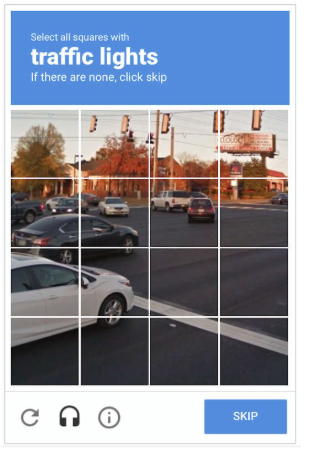 Select all squares with
traffic lights
If there are none, click skip
SKIP